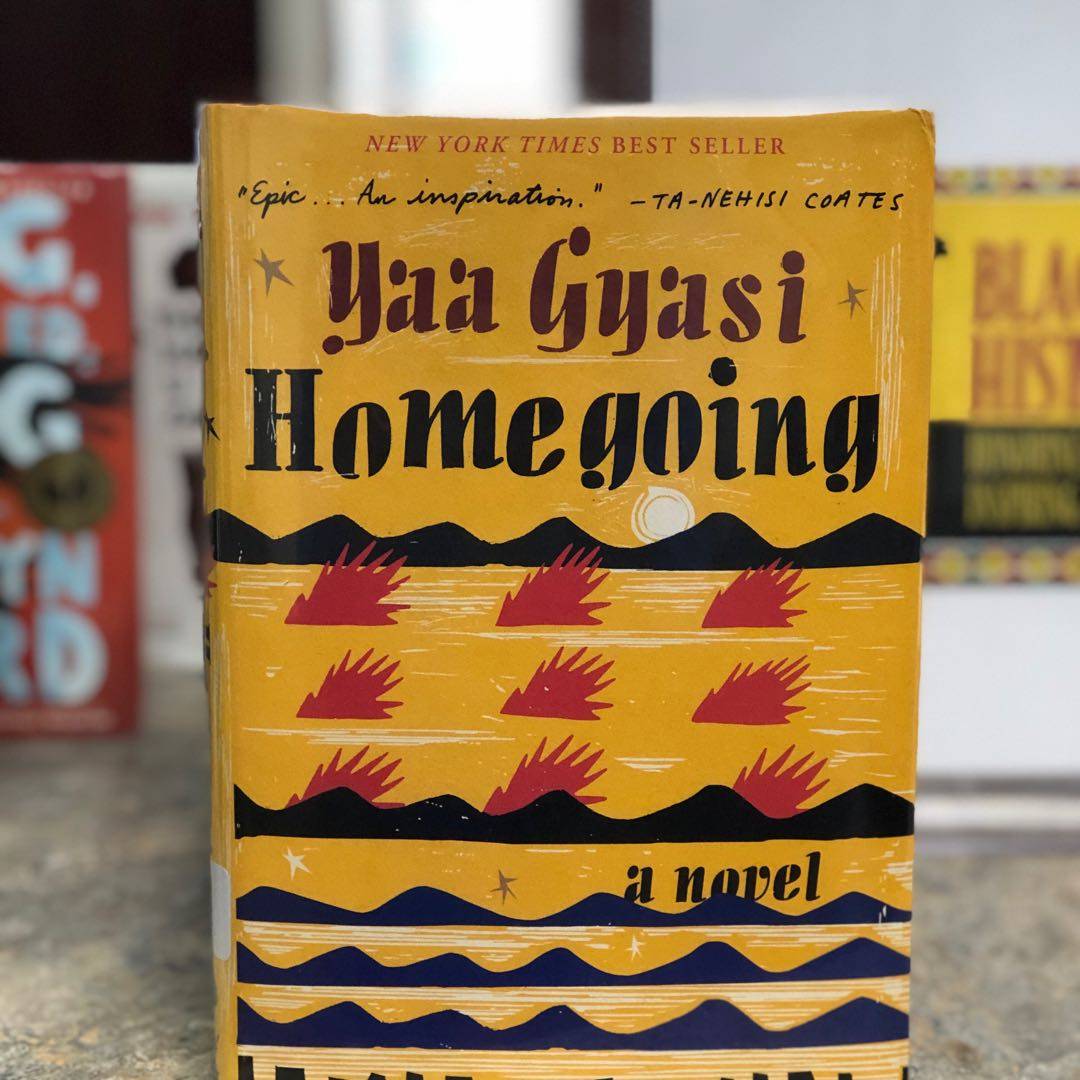 NEW YORK TIMES BEST SELLER
"Epic... An inspiration." -TA-NEHISI COATES
Yaa Gyasi
Homegoing
a novel